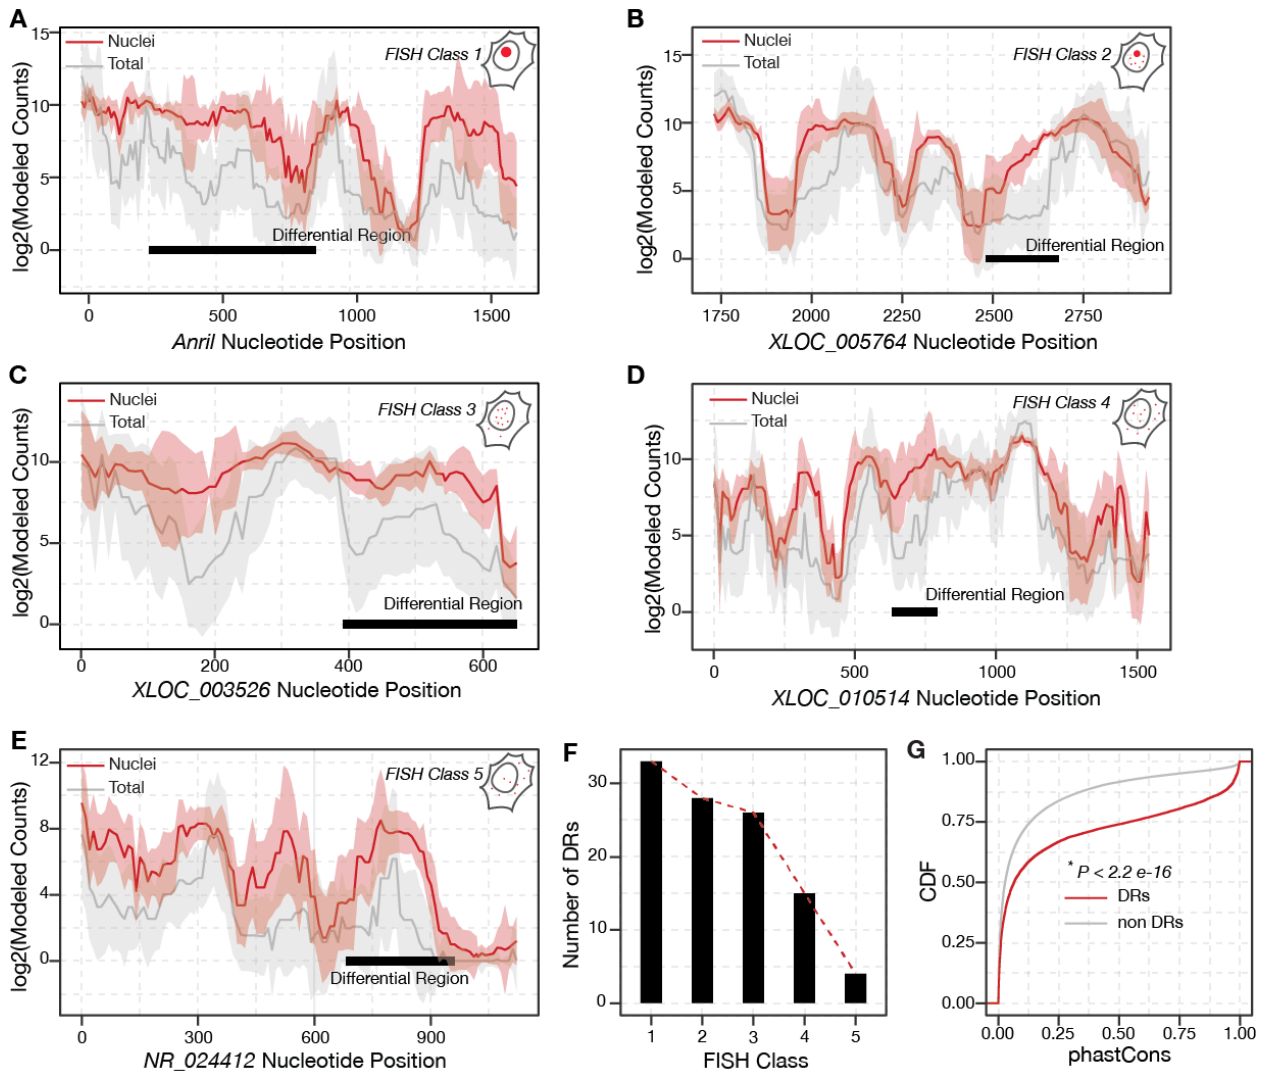 A
15
Nuclei
Total
FISH Class 1
10
5
0
log2(Modeled Counts)
Differential Region
0 500 1000 1500
Anril Nucleotide Position
B
15
Nuclei
Total
FISH Class 2
10
5
0
log2(Modeled Counts)
Differential Region
1750 2000 2250 2500 2750
XLOC_005764 Nucleotide Position
C
Nuclei
Total
FISH Class 3
10
5
0
log2(Modeled Counts)
Differential Region
0 200 400 600
XLOC_003526 Nucleotide Position
D
Nuclei
Total
FISH Class 4
10
5
0
log2(Modeled Counts)
Differential Region
0 500 1000 1500
XLOC_010514 Nucleotide Position
E
12
Nuclei
Total
FISH Class 5
8
4
0
log2(Modeled Counts)
Differential Region
0 300 600 900
NR_024412 Nucleotide Position
F
30
20
10
0
Number of DRs
1 2 3 4 5
FISH Class
G
1.00
0.75
0.50
0.25
0.00
CDF
* P < 2.2 e-16
DRs
non DRs
0.00 0.25 0.50 0.75 1.00
phastCons